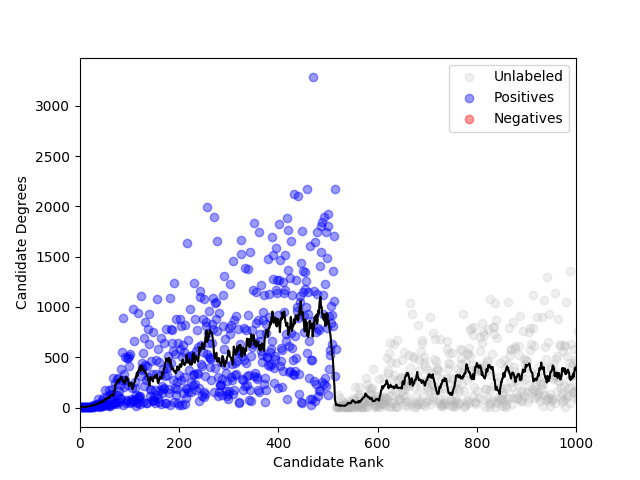 Unlabeled
Positives
Negatives
3000
2500
2000
1500
1000
500
0
Candidate Degrees
0 200 400 600 800 1000
Candidate Rank